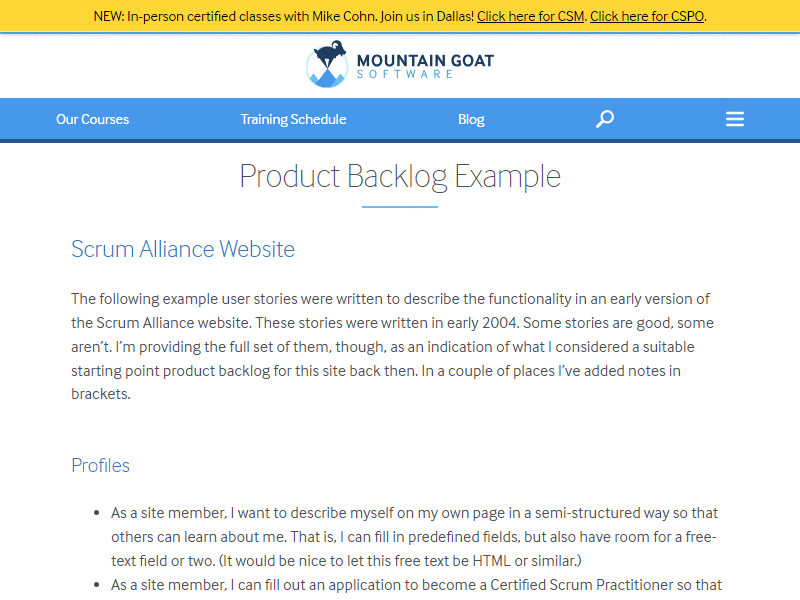 NEW: In-person certified classes with Mike Cohn. Join us in Dallas! Click here for CSM. Click here for CSPO.
MOUNTAIN GOAT
SOFTWARE
Our Courses
Training Schedule
Blog
Product Backlog Example
Scrum Alliance Website
The following example user stories were written to describe the functionality in an early version of
the Scrum Alliance website. These stories were written in early 2004. Some stories are good, some
aren't. I'm providing the full set of them, though, as an indication of what I considered a suitable
starting point product backlog for this site back then. In a couple of places I've added notes in
brackets.
Profiles
• As a site member, I want to describe myself on my own page in a semi-structured way so that
others can learn about me. That is, I can fill in predefined fields, but also have room for a free-
text field or two. (It would be nice to let this free text be HTML or similar.)
• As a site member, I can fill out an application to become a Certified Scrum Practitioner so that